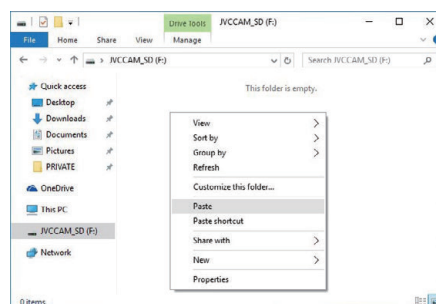 Drive Tools
JVCCAM_SD (F:)
File
Home
Share
View
Manage
JVCCAM_SD (F:)
Search JVCCAM_SD (F:)
Quick access
Desktop
Downloads
Documents
Pictures
PRIVATE
OneDrive
This PC
JVCCAM_SD (F:)
Network
This folder is empty.
View
Sort by
Group by
Refresh
Customize this folder...
Paste
Paste shortcut
Share with
New
Properties
0 items